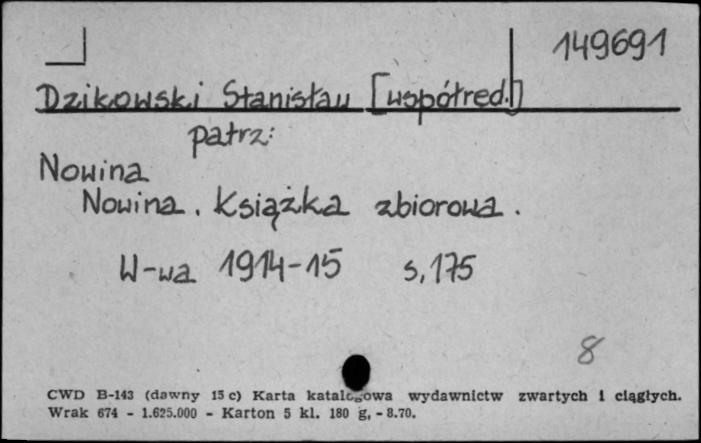 149691
Dzikowski Stanisław [współred.]
patrz:
Nowina
Nowina. Książka zbiorowa.
W-wa 1914-15 s. 175
8
CWD B-143 (dawny 15 c) Karta katalogowa wydawnictw zwartych i ciągłych.
Wrak 674 - 1.625.000 - Karton 5 kl. 180 g, - 8.70.